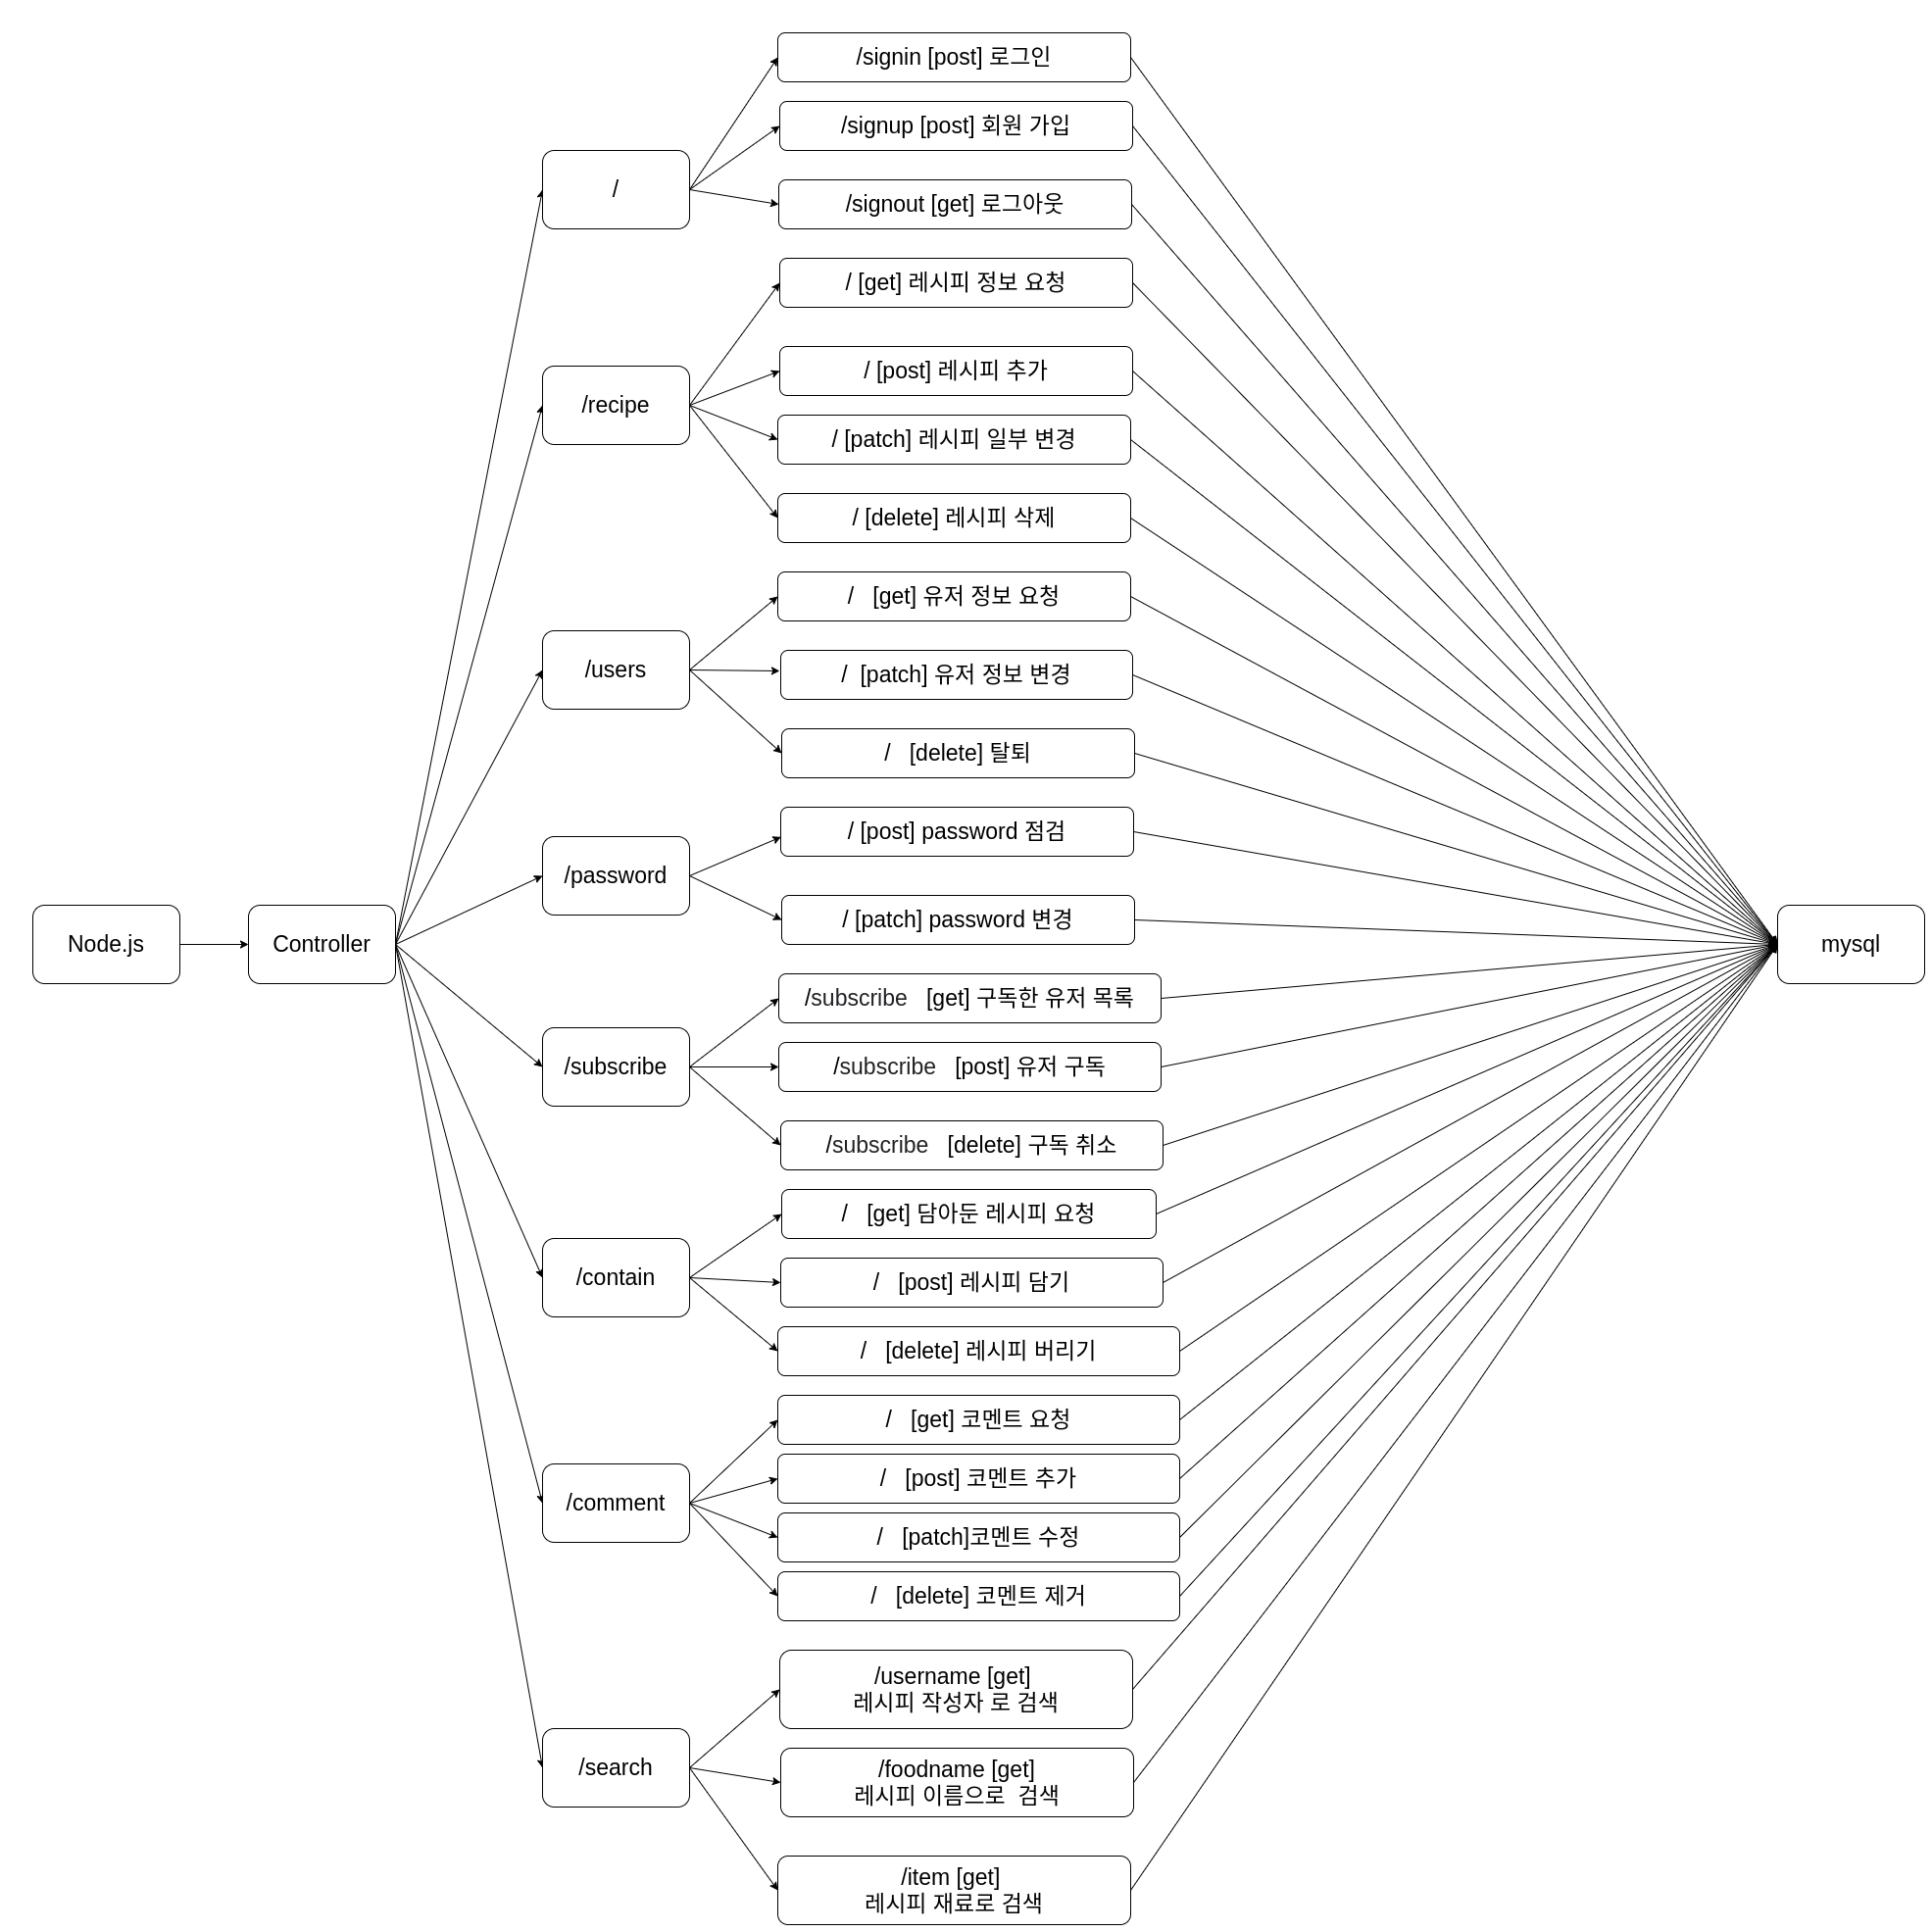 Node.js
Controller
/
/signin [post] 로그인
/signup [post] 회원 가입
/signout [get] 로그아웃
/recipe
/ [get] 레시피 정보 요청
/ [post] 레시피 추가
/ [patch] 레시피 일부 변경
/ [delete] 레시피 삭제
/users
/   [get] 유저 정보 요청
/  [patch] 유저 정보 변경
/   [delete] 탈퇴
/password
/ [post] password 점검
/ [patch] password 변경
/subscribe
/subscribe   [get] 구독한 유저 목록
/subscribe   [post] 유저 구독
/subscribe   [delete] 구독 취소
/contain
/   [get] 담아둔 레시피 요청
/   [post] 레시피 담기
/   [delete] 레시피 버리기
/comment
/   [get] 코멘트 요청
/   [post] 코멘트 추가
/   [patch]코멘트 수정
/   [delete] 코멘트 제거
/search
/username [get]
레시피 작성자 로 검색
/foodname [get]
레시피 이름으로  검색
/item [get]
레시피 재료로 검색
mysql